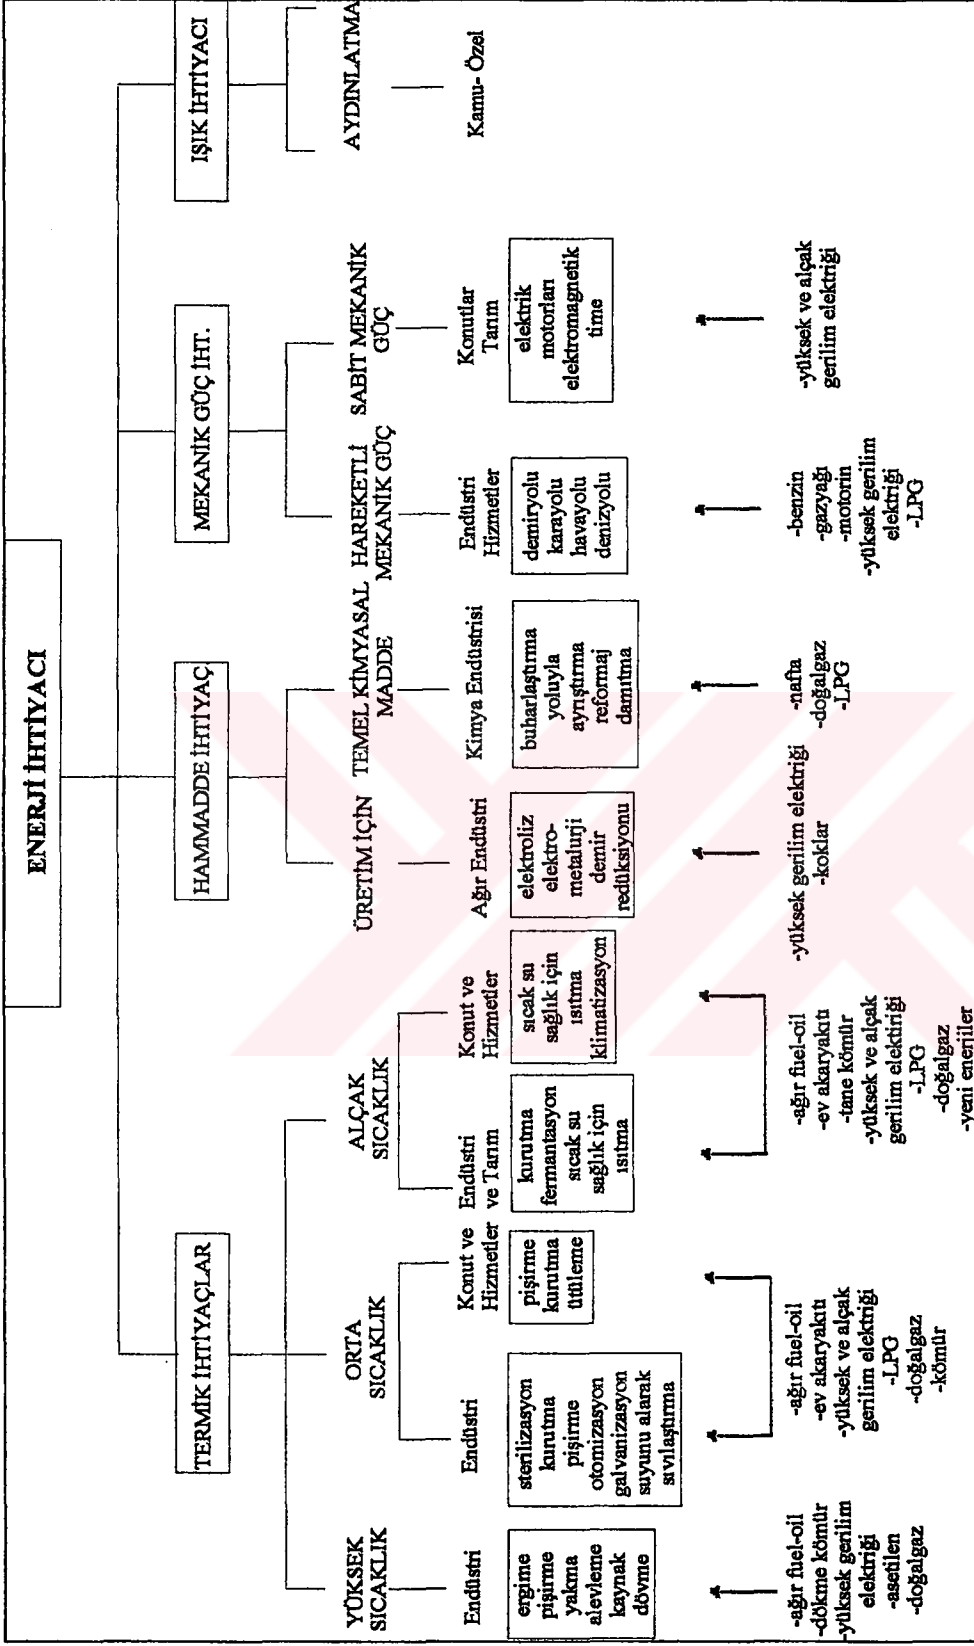 ENERJİ İHTİYACI
TERMİK İHTİYAÇLAR
HAMMADDE İHTİYAÇ
MEKANİK GÜÇ İHT.
IŞIK İHTİYACI
YÜKSEK
SICAKLIK
ORTA
SICAKLIK
ALÇAK
SICAKLIK
ÜRETİM İÇİN
TEMEL KİMYASAL
MADDE
HAREKETLİ
MEKANİK GÜÇ
SABİT MEKANİK
GÜÇ
AYDINLATMA
Endüstri
Endüstri
Konut ve
Hizmetler
Endüstri
ve Tarım
Konut ve
Hizmetler
Ağır Endüstri
Kimya Endüstrisi
Endüstri
Hizmetler
Konutlar
Tarım
Kamu- Özel
ergime
pişirme
yakma
alevleme
kaynak
dövme
sterilizasyon
kurutma
pişirme
otomizasyon
galvanizasyon
suyunu alarak
sıvılaştırma
pişirme
kurutma
ütüleme
kurutma
fermantasyon
sıcak su
sağlık için
ısıtma
sıcak su
sağlık için
ısıtma
klimatizasyon
elektroliz
elektro-
metalurji
demir
redüksiyonu
buharlaştırma
yoluyla
ayrıştırma
reformaj
damıtma
demiryolu
karayolu
havayolu
denizyolu
elektrik
motorları
elektromagnetik
time
-ağır fuel-oil
-dökme kömür
-yüksek gerilim
elektriği
-asetilen
-doğalgaz
-ağır fuel-oil
-ev akaryakıtı
-yüksek ve alçak
gerilim elektriği
-LPG
-doğalgaz
-kömür
-ağır fuel-oil
-ev akaryakıtı
-tane kömür
-yüksek ve alçak
gerilim elektiriği
-LPG
-doğalgaz
-yeni enerjiler
-yüksek gerilim elektriği
-koklar
-nafta
-doğalgaz
-LPG
-benzin
-gazyağı
-motorin
-yüksek gerilim
elektriği
-LPG
-yüksek ve alçak
gerilim elektriği